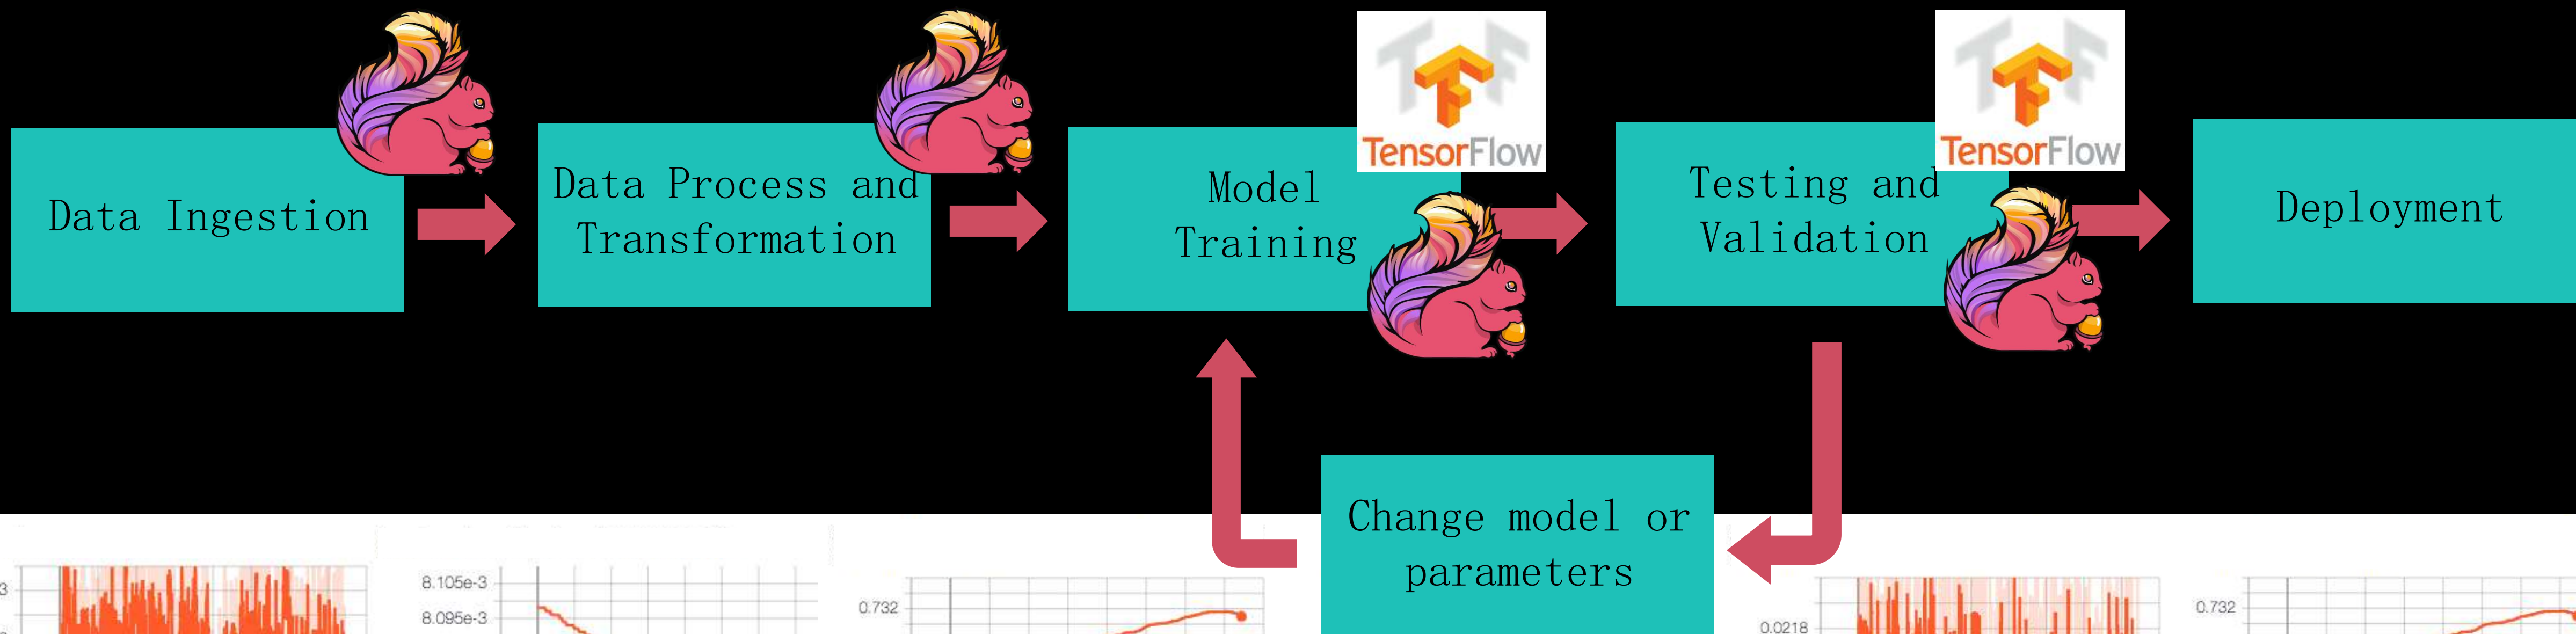 TensorFlow
TensorFlow
Data Ingestion
Data Process and
Transformation
Model
Training
Testing and
Validation
Deployment
Change model or
parameters
8.105e-3
8.095e-3
0.732
0.0218
0.732